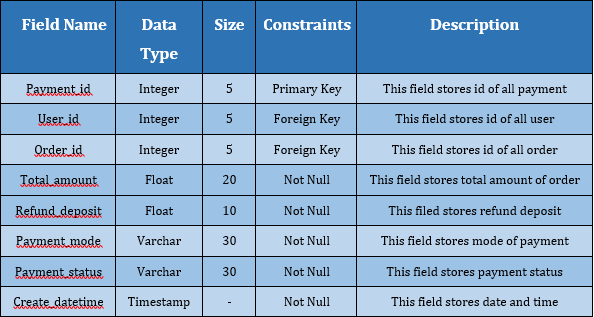 Field Name Data Type Size Constraints Description
Payment_id Integer 5 Primary Key This field stores id of all payment
User_id Integer 5 Foreign Key This field stores id of all user
Order_id Integer 5 Foreign Key This field stores id of all order
Total_amount Float 20 Not Null This field stores total amount of order
Refund_deposit Float 10 Not Null This filed stores refund deposit
Payment_mode Varchar 30 Not Null This field stores mode of payment
Payment_status Varchar 30 Not Null This field stores payment status
Create_datetime Timestamp - Not Null This field stores date and time